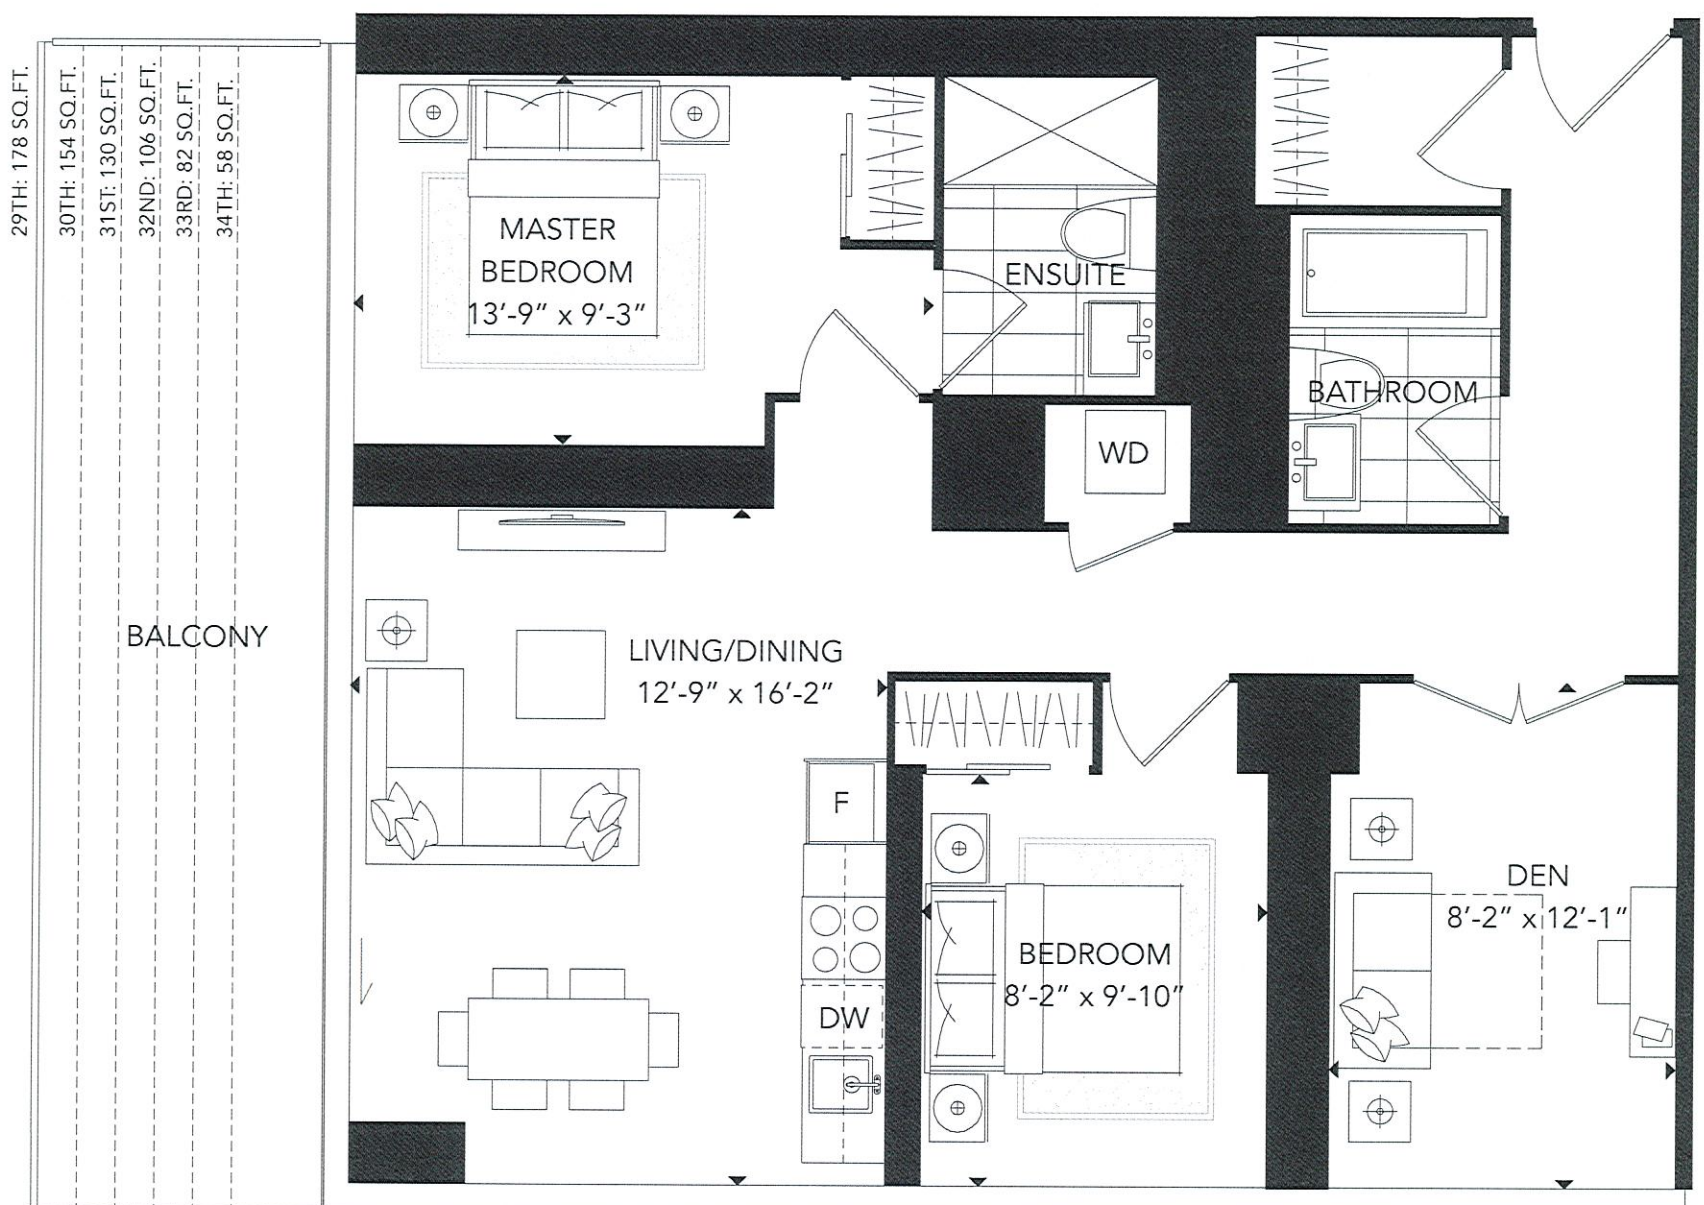 29TH: 178 SQ.FT.
30TH: 154 SQ.FT.
31ST: 130 SQ.FT.
32ND: 106 SQ.FT.
33RD: 82 SQ.FT.
34TH: 58 SQ.FT.
BALCONY
MASTER
BEDROOM
13'-9" x 9'-3"
ENSUITE
BATHROOM
WD
LIVING/DINING
12'-9" x 16'-2"
F
DW
BEDROOM
8'-2" x 9'-10"
DEN
8'-2" x 12'-1"